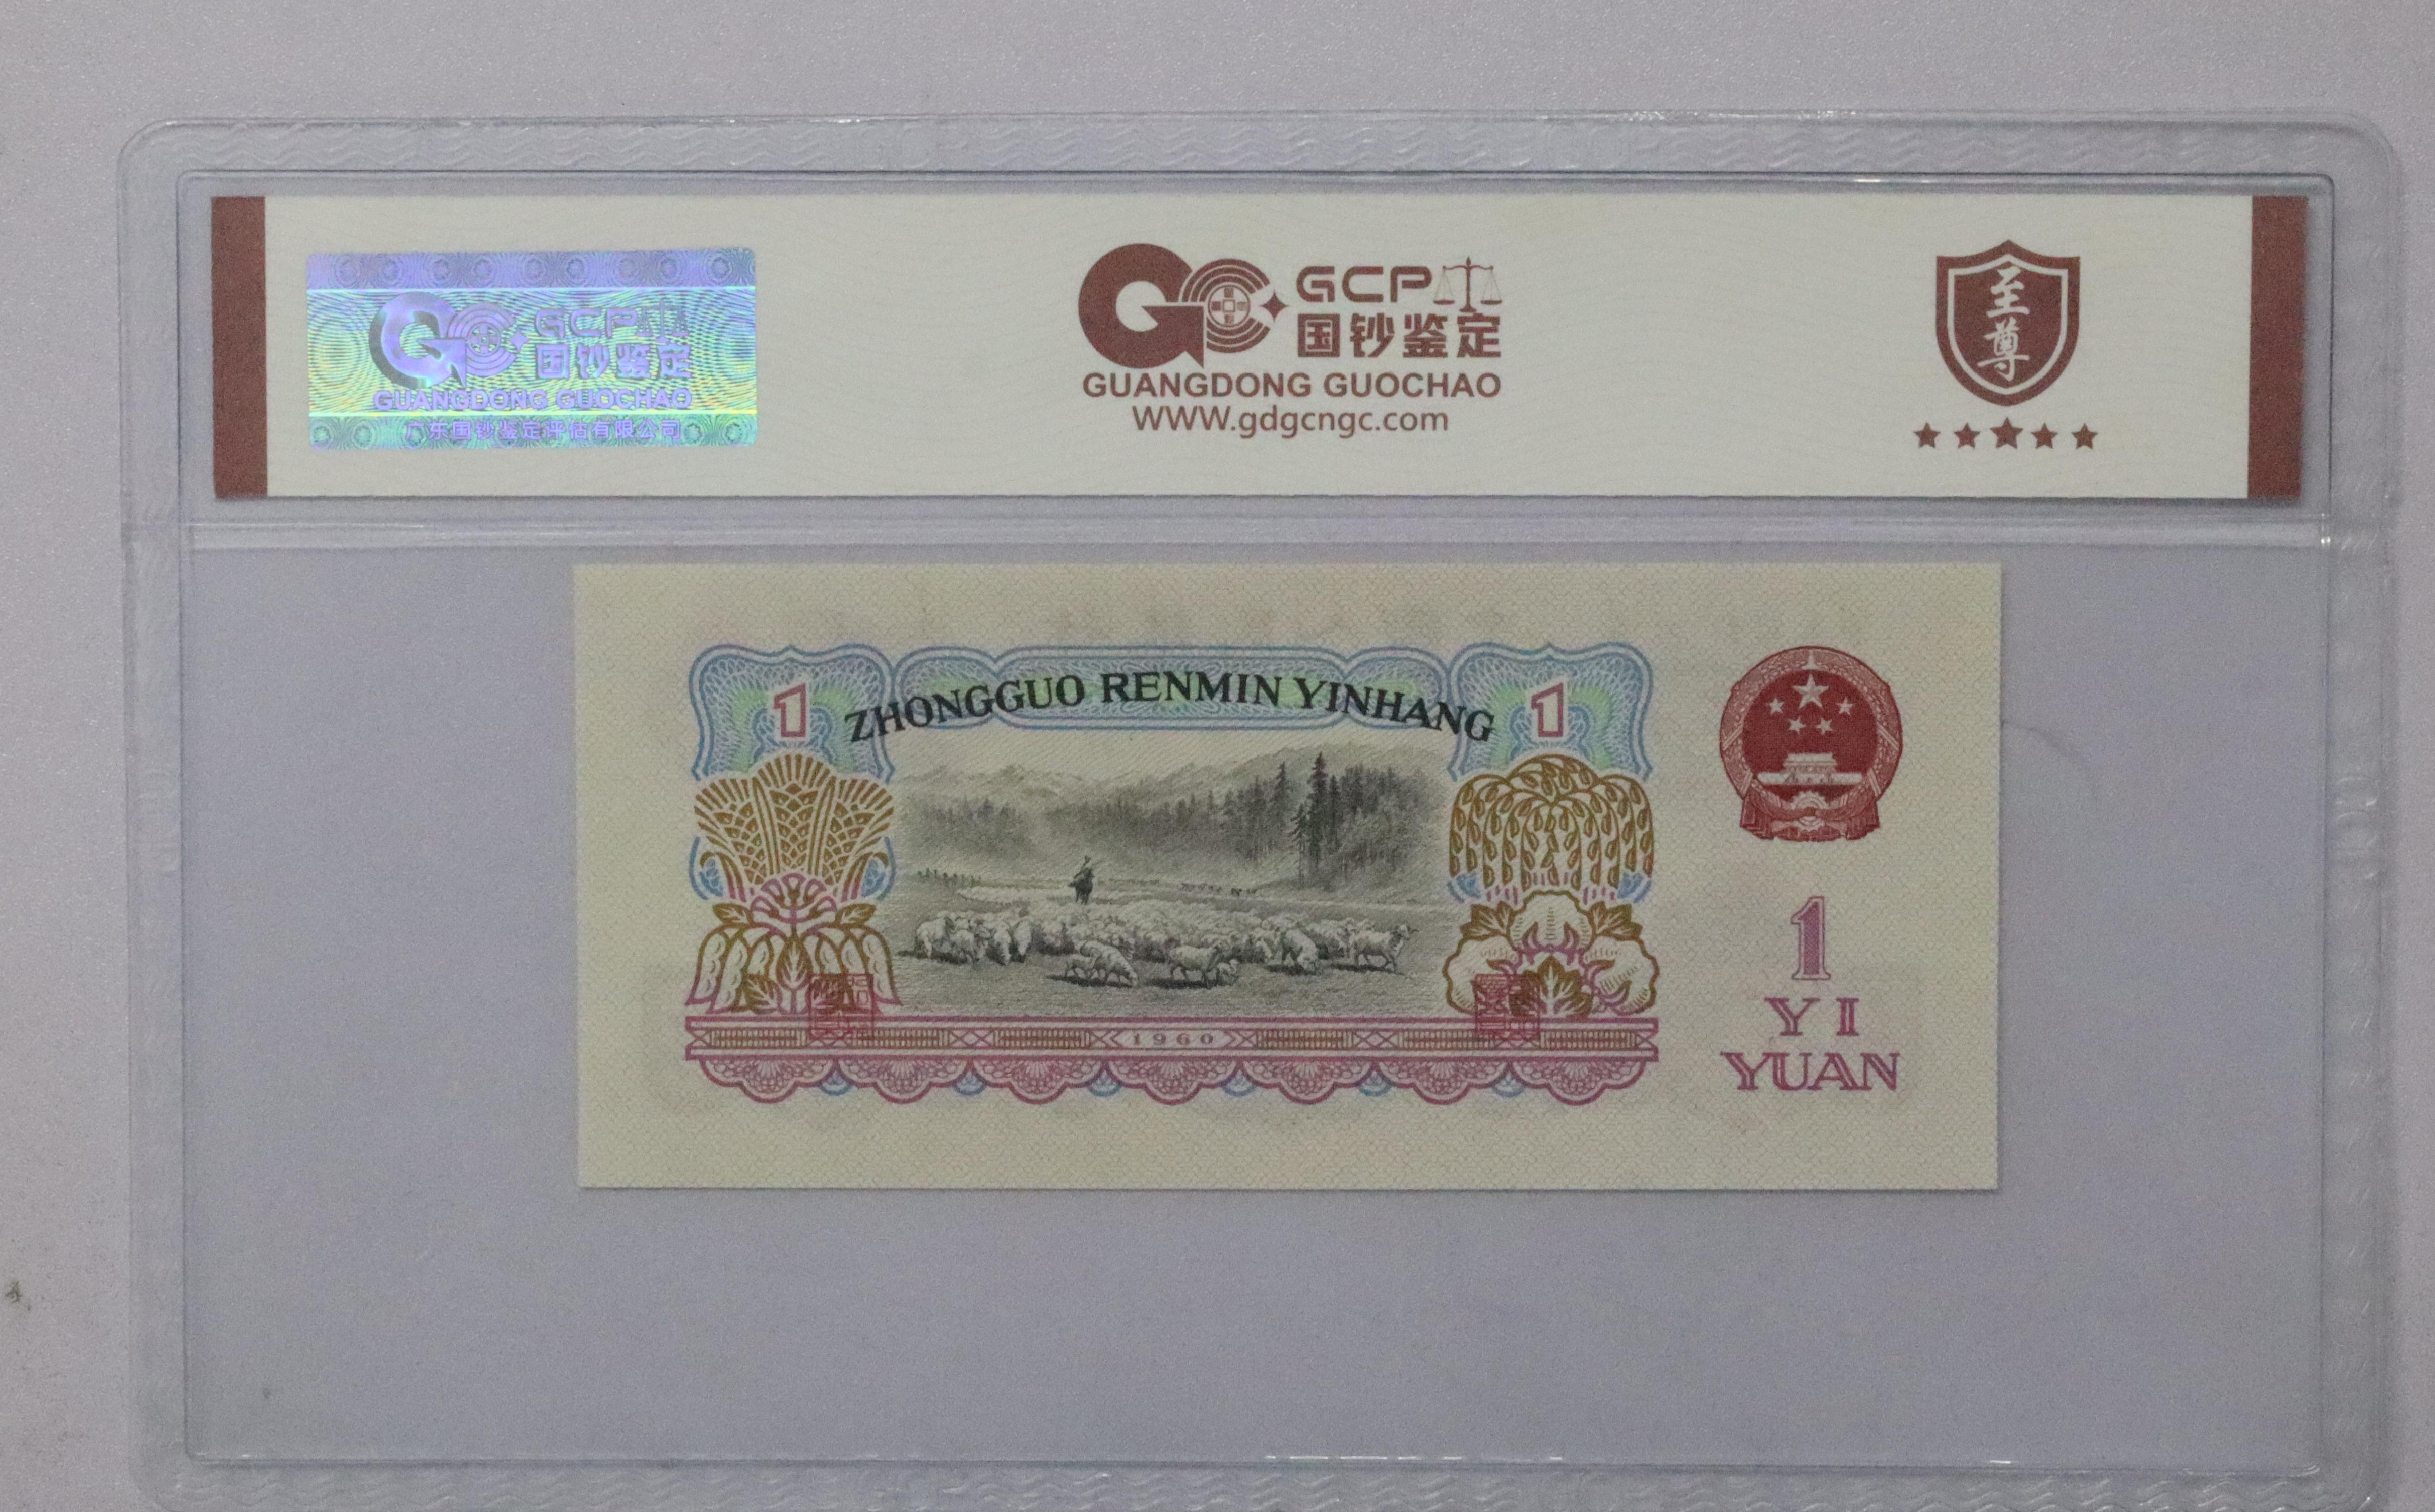 GCP
国钞鉴定
GUANGDONG GUOCHAO
广东国钞鉴定评估有限公司
GCP
国钞鉴定
GUANGDONG GUOCHAO
WWW.gdgcngc.com
至尊
1
ZHONGGUO RENMIN YINHANG
1
1
YI
YUAN
1960